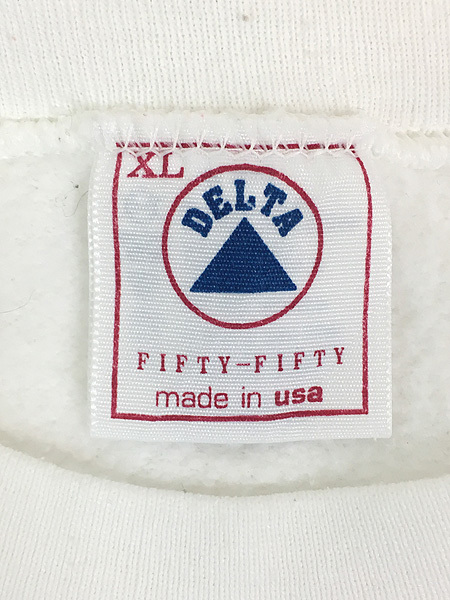 XL
DELTA
FIFTY-FIFTY
made in usa